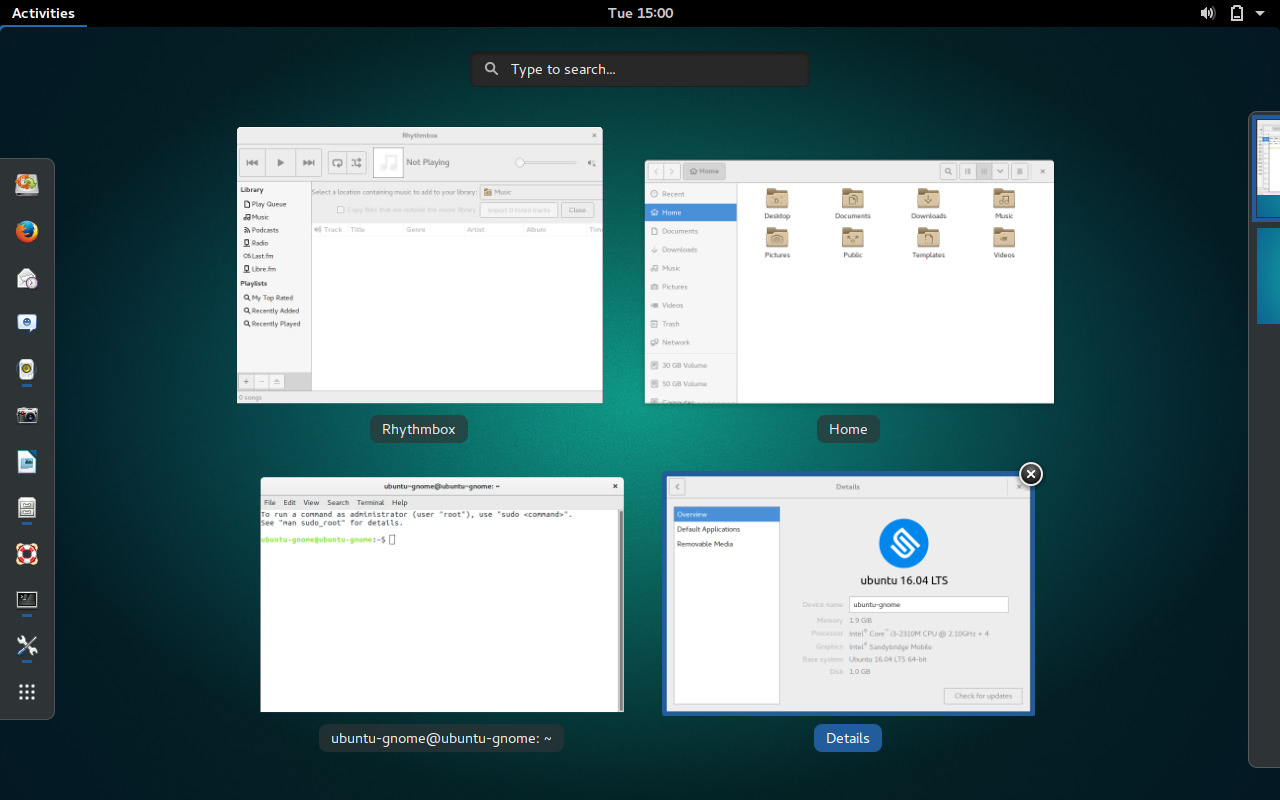 Activities
Tue 15:00
Type to search...
Rhythmbox
Not Playing
Library
Play Queue
Music
Podcasts
Radio
Last.fm
Libre.fm
Playlists
My Top Rated
Recently Added
Recently Played
Select a location containing music to add to your library:
Music
Copy files that are outside the music library
Import 0 listed tracks
Close
Track Title Genre Artist Album
0 songs
Rhythmbox
Home
Recent
Home
Documents
Downloads
Music
Pictures
Videos
Trash
Network
30 GB Volume
50 GB Volume
Computer
Desktop Documents Downloads Music
Pictures Public Templates Videos
Home
ubuntu-gnome@ubuntu-gnome: ~
File Edit View Search Terminal Help
To run a command as administrator (user "root"), use "sudo <command>".
See "man sudo_root" for details.
ubuntu-gnome@ubuntu-gnome:~$
ubuntu-gnome@ubuntu-gnome: ~
Details
Overview
Default Applications
Removable Media
ubuntu 16.04 LTS
Device name ubuntu-gnome
Memory 1.9 GiB
Processor Intel® Core™ i3-2310M CPU @ 2.10GHz × 4
Graphics Intel® Sandybridge Mobile
Base system Ubuntu 16.04 LTS 64-bit
Disk 1.0 GB
Check for updates
Details